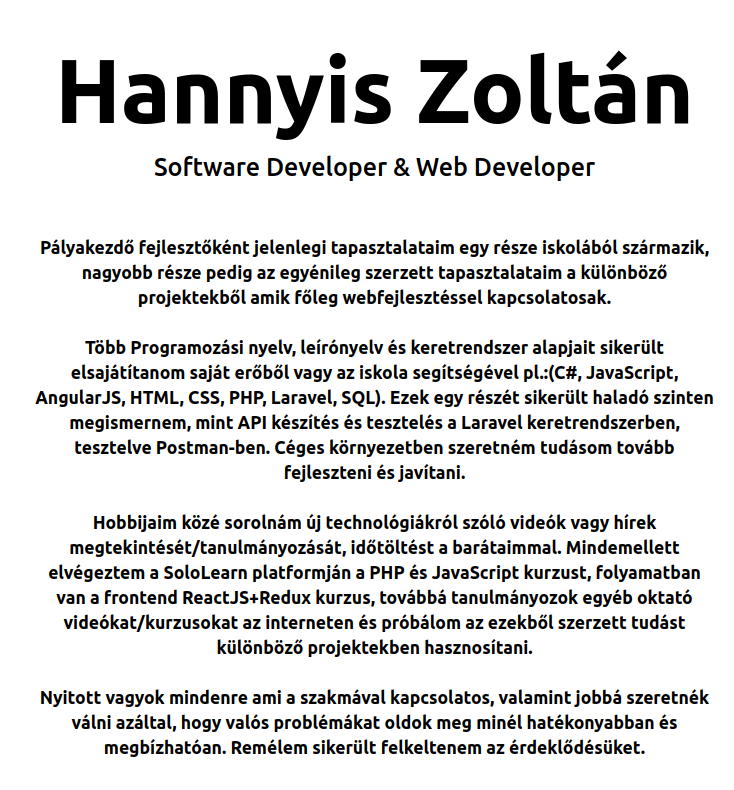 Hannyis Zoltán
Software Developer & Web Developer
Pályakezdő fejlesztőként jelenlegi tapasztalataim egy része iskolából származik,
nagyobb része pedig az egyénileg szerzett tapasztalataim a különböző
projektekből amik főleg webfejlesztéssel kapcsolatosak.
Több Programozási nyelv, leírónyelv és keretrendszer alapjait sikerült
elsajátítanom saját erőből vagy az iskola segítségével pl.:(C#, JavaScript,
AngularJS, HTML, CSS, PHP, Laravel, SQL). Ezek egy részét sikerült haladó szinten
megismernem, mint API készítés és tesztelés a Laravel keretrendszerben,
tesztelve Postman-ben. Céges környezetben szeretném tudásom tovább
fejleszteni és javítani.
Hobbijaim közé sorolnám új technológiákról szóló videók vagy hírek
megtekintését/tanulmányozását, időtöltést a barátaimmal. Mindemellett
elvégeztem a SoloLearn platformján a PHP és JavaScript kurzust, folyamatban
van a frontend ReactJS+Redux kurzus, továbbá tanulmányozok egyéb oktató
videókat/kurzusokat az interneten és próbálom az ezekből szerzett tudást
különböző projektekben hasznosítani.
Nyitott vagyok mindenre ami a szakmával kapcsolatos, valamint jobbá szeretnék
válni azáltal, hogy valós problémákat oldok meg minél hatékonyabban és
megbízhatóan. Remélem sikerült felkeltenem az érdeklődésüket.